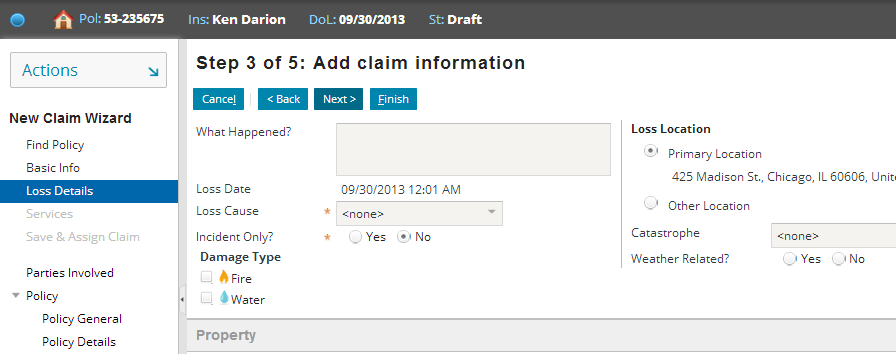 Pol: 53-235675 Ins: Ken Darion DoL: 09/30/2013 St: Draft
Actions
New Claim Wizard
Find Policy
Basic Info
Loss Details
Services
Save & Assign Claim
Parties Involved
Policy
Policy General
Policy Details
Step 3 of 5: Add claim information
Cancel < Back Next > Finish
What Happened?
Loss Date 09/30/2013 12:01 AM
Loss Cause * <none>
Incident Only? * Yes No
Damage Type
Fire
Water
Loss Location
Primary Location
425 Madison St., Chicago, IL 60606, Unite
Other Location
Catastrophe <none>
Weather Related? Yes No
Property